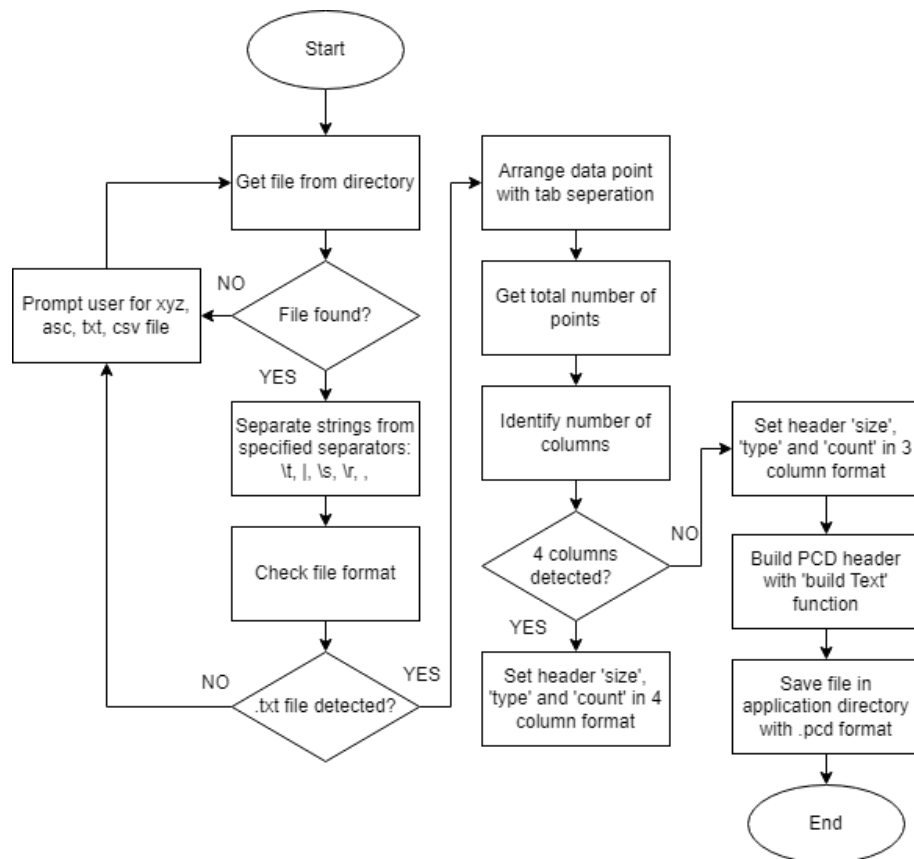 Start
Get file from directory
NO
File found?
Prompt user for xyz,
asc, txt, csv file
YES
Separate strings from
specified separators:
\t, |, \s, \r, ,
Check file format
NO
.txt file detected?
YES
Arrange data point
with tab seperation
Get total number of
points
Identify number of
columns
4 columns
detected?
NO
YES
Set header 'size',
'type' and 'count' in 4
column format
Set header 'size',
'type' and 'count' in 3
column format
Build PCD header
with 'build Text'
function
Save file in
application directory
with .pcd format
End